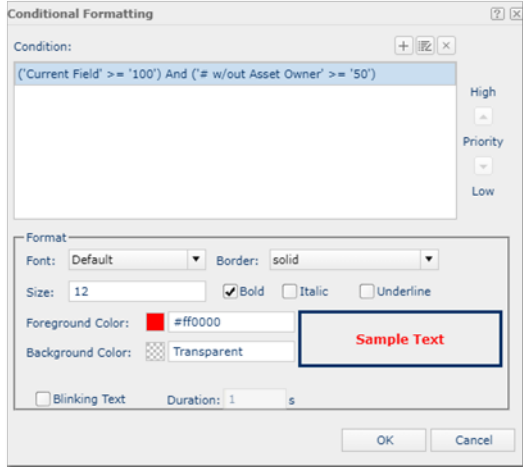 Conditional Formatting
Condition:
('Current Field' >= '100') And ('# w/out Asset Owner' >= '50')
High
Priority
Low
Format
Font: Default Border: solid
Size: 12 Bold Italic Underline
Foreground Color: #ff0000
Sample Text
Background Color: Transparent
Blinking Text Duration: 1 s
OK Cancel